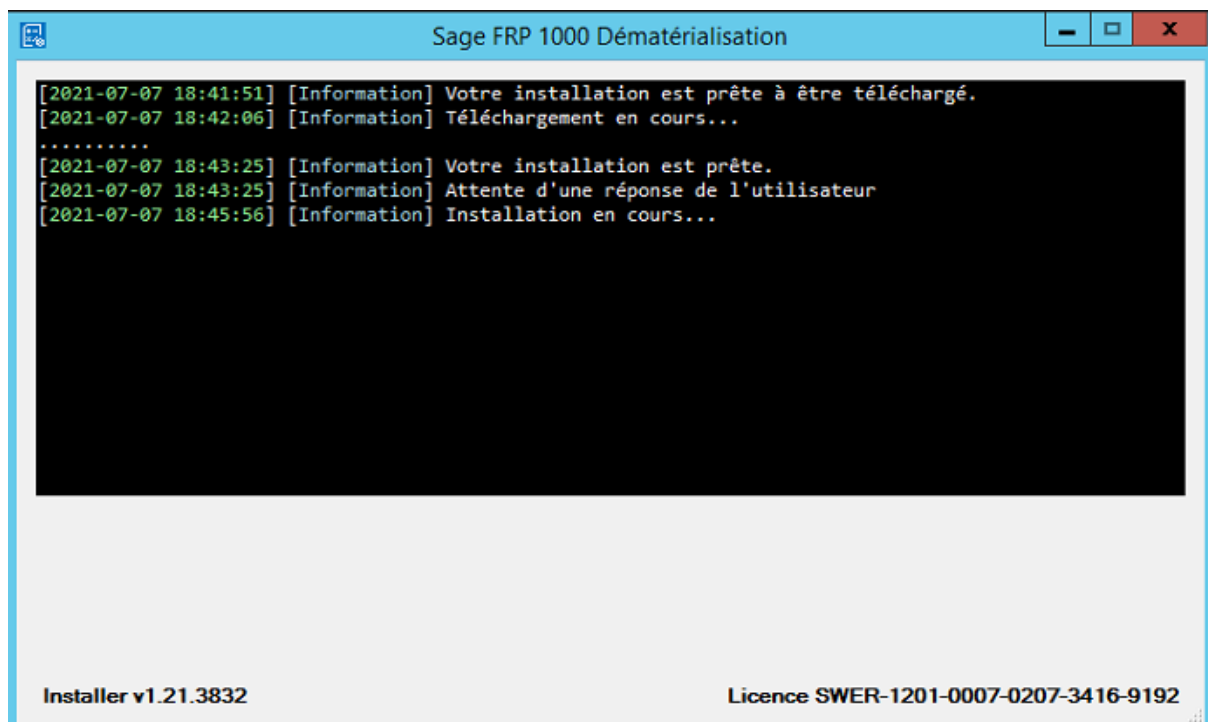 Sage FRP 1000 Dématérialisation
[2021-07-07 18:41:51] [Information] Votre installation est prête à être téléchargé.
[2021-07-07 18:42:06] [Information] Téléchargement en cours...
..........
[2021-07-07 18:43:25] [Information] Votre installation est prête.
[2021-07-07 18:43:25] [Information] Attente d'une réponse de l'utilisateur
[2021-07-07 18:45:56] [Information] Installation en cours...
Installer v1.21.3832
Licence SWER-1201-0007-0207-3416-9192